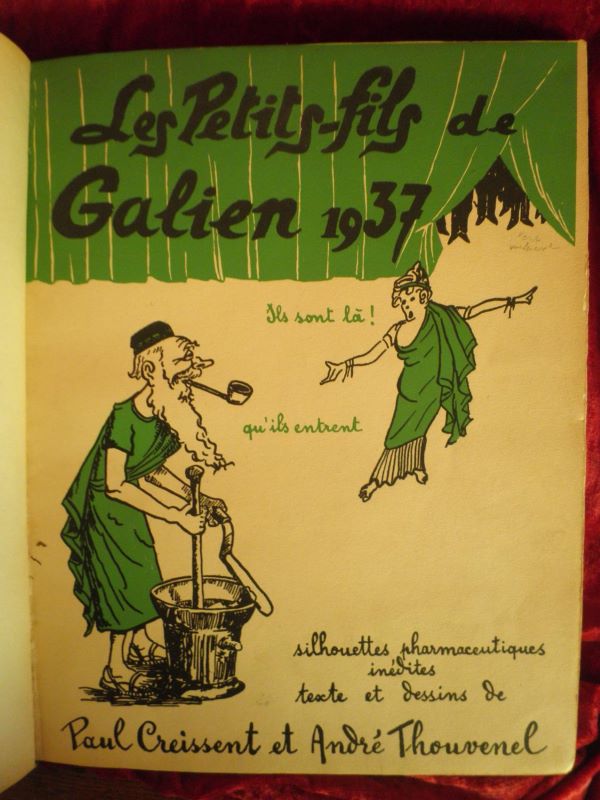 Les Petits-fils de
Galien 1937
Ils sont là !
qu'ils entrent
silhouettes pharmaceutiques
inédites
texte et dessins de
Paul Creissent et André Thouvenel